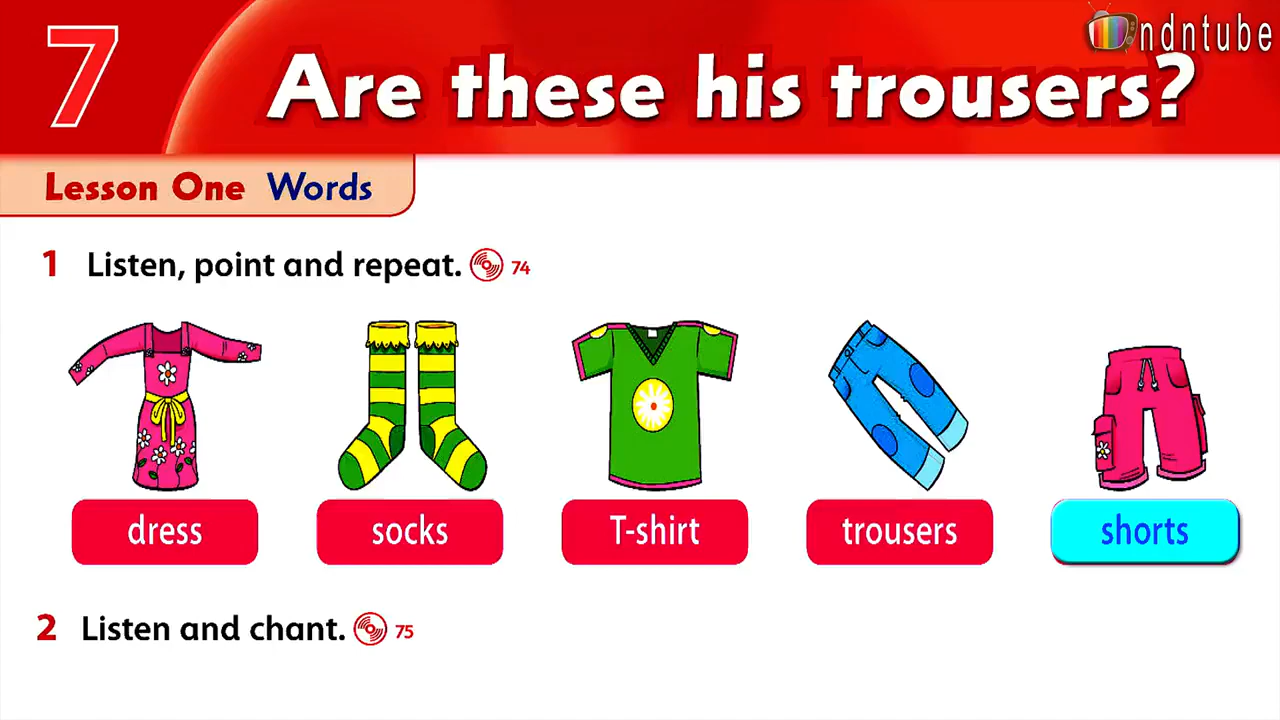 7
Are these his trousers?
ndntube
Lesson One Words
1 Listen, point and repeat. 74
dress
socks
T-shirt
trousers
shorts
2 Listen and chant. 75